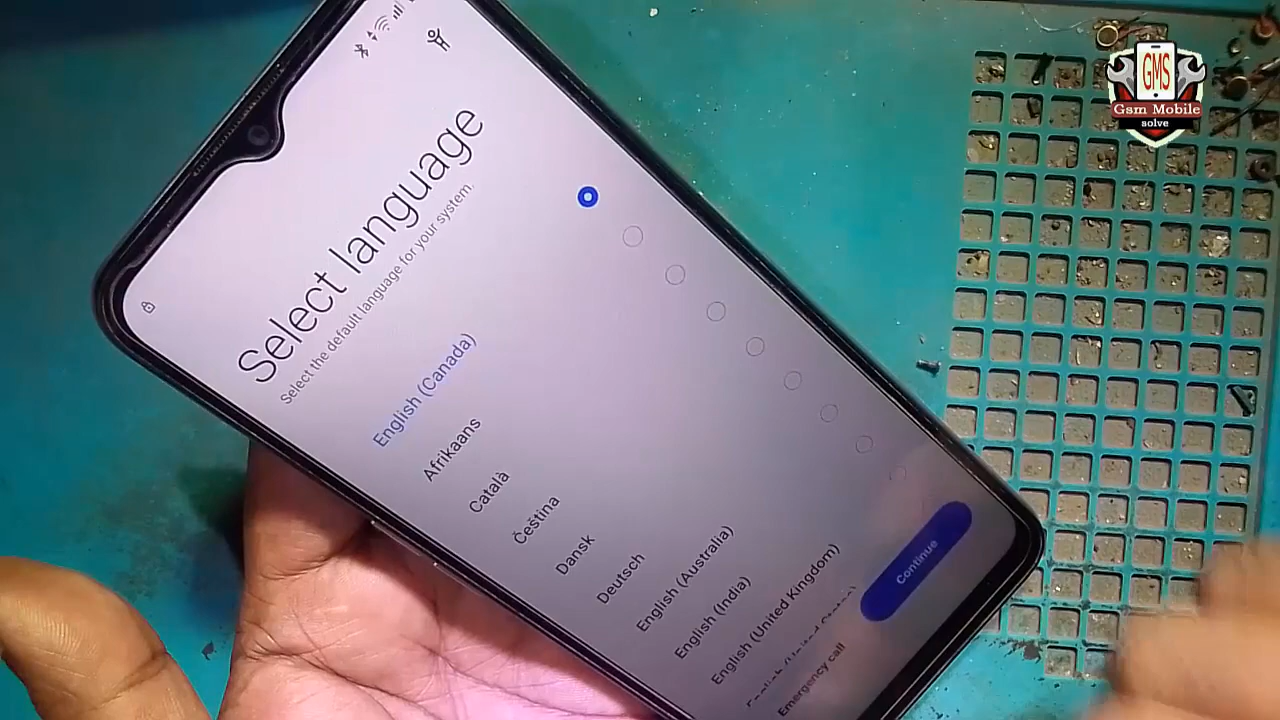 Select language
Select the default language for your system.
English (Canada)
Afrikaans
Català
Čeština
Dansk
Deutsch
English (Australia)
English (India)
English (United Kingdom)
Emergency call
Continue
GMS
Gsm Mobile
solve